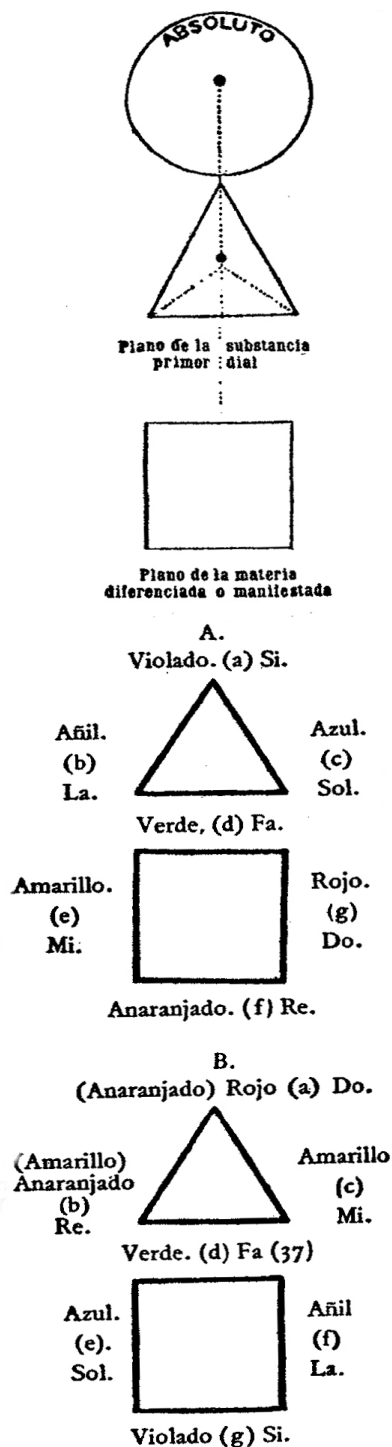 ABSOLUTO
Plano de la substancia
primor dial
Plano de la materia
diferenciada o manifestada
A.
Violado. (a) Si.
Añil.
(b)
La.
Azul.
(c)
Sol.
Verde, (d) Fa.
Amarillo.
(e)
Mi.
Rojo.
(g)
Do.
Anaranjado. (f) Re.
B.
(Anaranjado) Rojo (a) Do.
(Amarillo)
Anaranjado
(b)
Re.
Amarillo
(c)
Mi.
Verde. (d) Fa (37)
Azul.
(e).
Sol.
Añil
(f)
La.
Violado (g) Si.